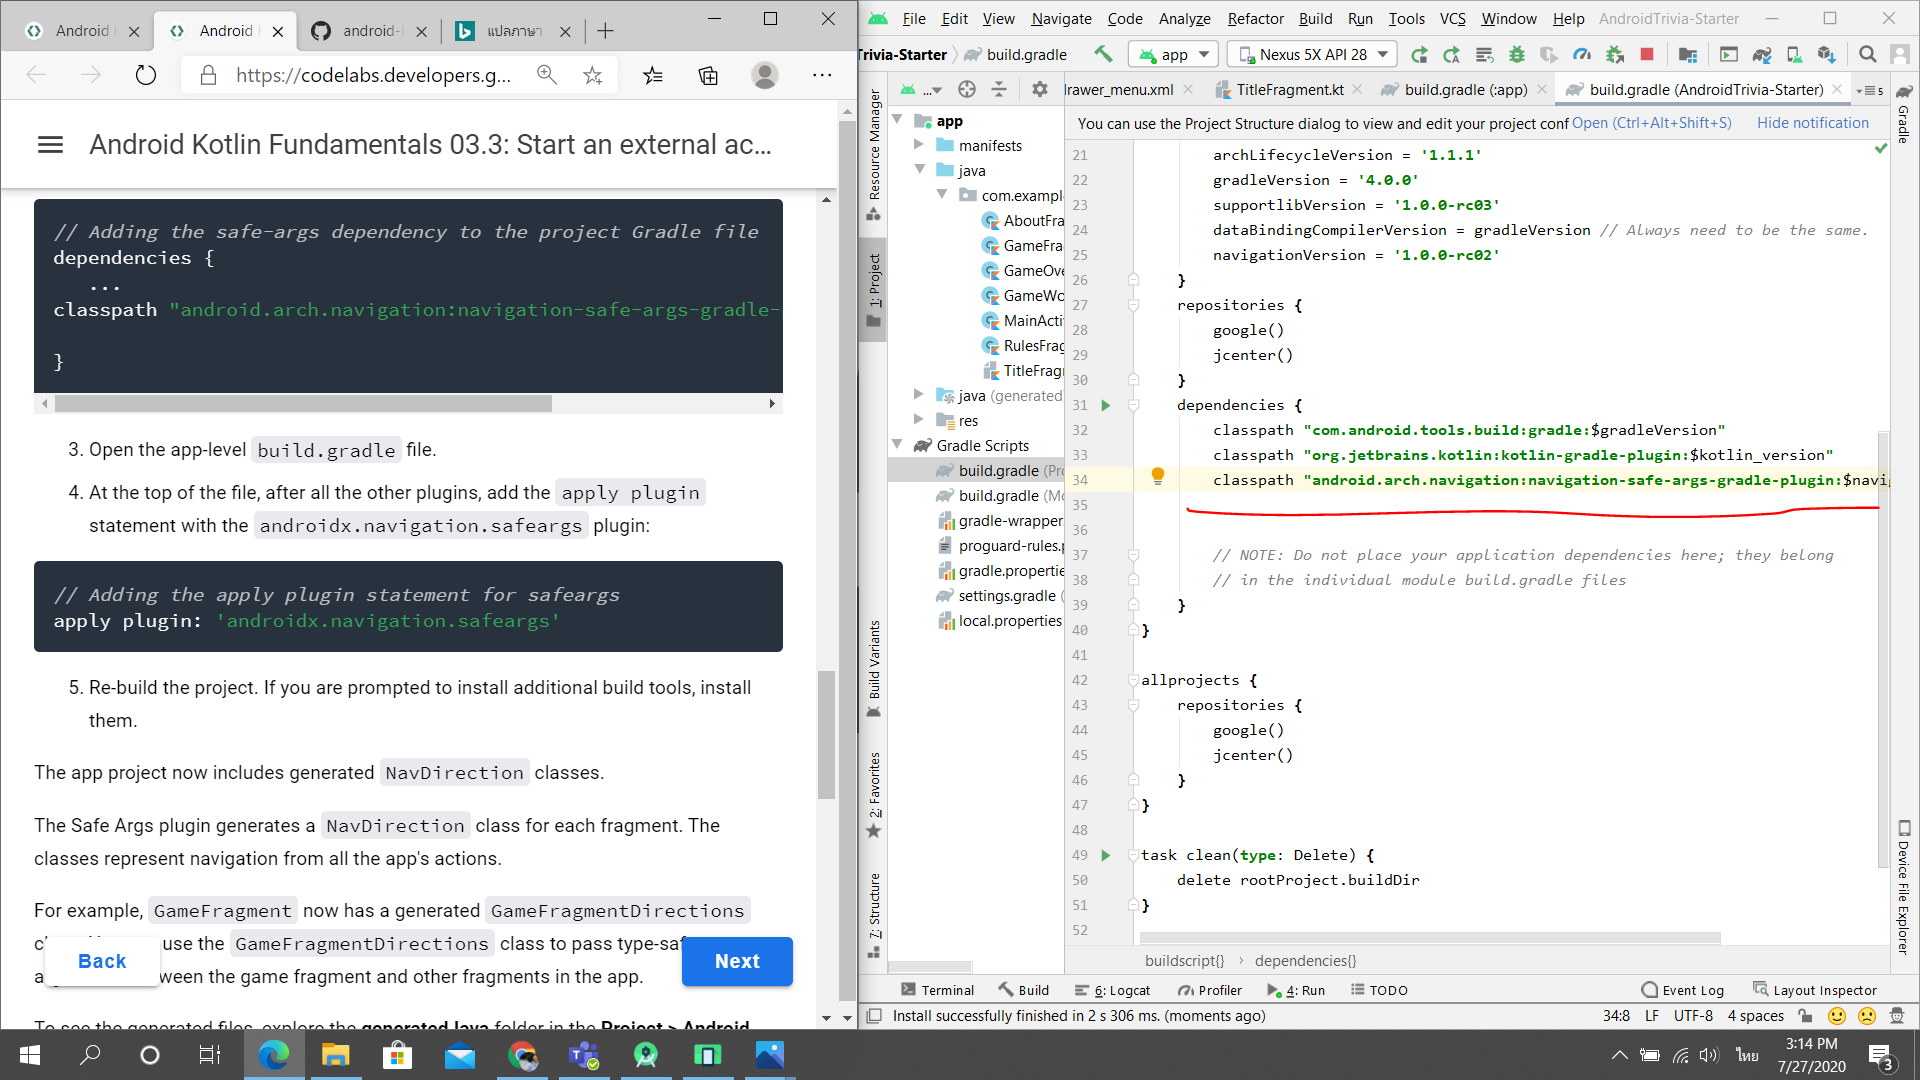 Android
Android
android-
แปลภาษา
https://codelabs.developers.g...
Android Kotlin Fundamentals 03.3: Start an external ac...
// Adding the safe-args dependency to the project Gradle file
dependencies {
...
classpath "android.arch.navigation:navigation-safe-args-gradle-
}
3. Open the app-level build.gradle file.
4. At the top of the file, after all the other plugins, add the apply plugin
statement with the androidx.navigation.safeargs plugin:
// Adding the apply plugin statement for safeargs
apply plugin: 'androidx.navigation.safeargs'
5. Re-build the project. If you are prompted to install additional build tools, install
them.
The app project now includes generated NavDirection classes.
The Safe Args plugin generates a NavDirection class for each fragment. The
classes represent navigation from all the app's actions.
For example, GameFragment now has a generated GameFragmentDirections
use the GameFragmentDirections class to pass type-saf
ween the game fragment and other fragments in the app.
Back
Next
To see the generated files, explore the generatedJava folder in the Project > Android
File Edit View Navigate Code Analyze Refactor Build Run Tools VCS Window Help AndroidTrivia-Starter
Trivia-Starter build.gradle app Nexus 5X API 28
...
rawer_menu.xml TitleFragment.kt build.gradle (:app) build.gradle (AndroidTrivia-Starter) 5
You can use the Project Structure dialog to view and edit your project conf Open (Ctrl+Alt+Shift+S) Hide notification
Resource Manager
1: Project
Build Variants
2: Favorites
7: Structure
app
manifests
java
com.exampl
AboutFra
GameFra
GameOve
GameWo
MainActi
RulesFrag
TitleFragr
java (generated
res
Gradle Scripts
build.gradle (Pro
build.gradle (Mo
gradle-wrapper
proguard-rules.p
gradle.propertie
settings.gradle (
local.properties
21 archLifecycleVersion = '1.1.1'
22 gradleVersion = '4.0.0'
23 supportlibVersion = '1.0.0-rc03'
24 dataBindingCompilerVersion = gradleVersion // Always need to be the same.
25 navigationVersion = '1.0.0-rc02'
26 }
27 repositories {
28 google()
29 jcenter()
30 }
31 dependencies {
32 classpath "com.android.tools.build:gradle:$gradleVersion"
33 classpath "org.jetbrains.kotlin:kotlin-gradle-plugin:$kotlin_version"
34 classpath "android.arch.navigation:navigation-safe-args-gradle-plugin:$navi
35
36
37 // NOTE: Do not place your application dependencies here; they belong
38 // in the individual module build.gradle files
39 }
40 }
41
42 allprojects {
43 repositories {
44 google()
45 jcenter()
46 }
47 }
48
49 task clean(type: Delete) {
50 delete rootProject.buildDir
51 }
52
buildscript{} › dependencies{}
Gradle
Device File Explorer
Terminal Build 6: Logcat Profiler 4: Run TODO Event Log Layout Inspector
Install successfully finished in 2 s 306 ms. (moments ago) 34:8 LF UTF-8 4 spaces
ไทย
3:14 PM
7/27/2020
3